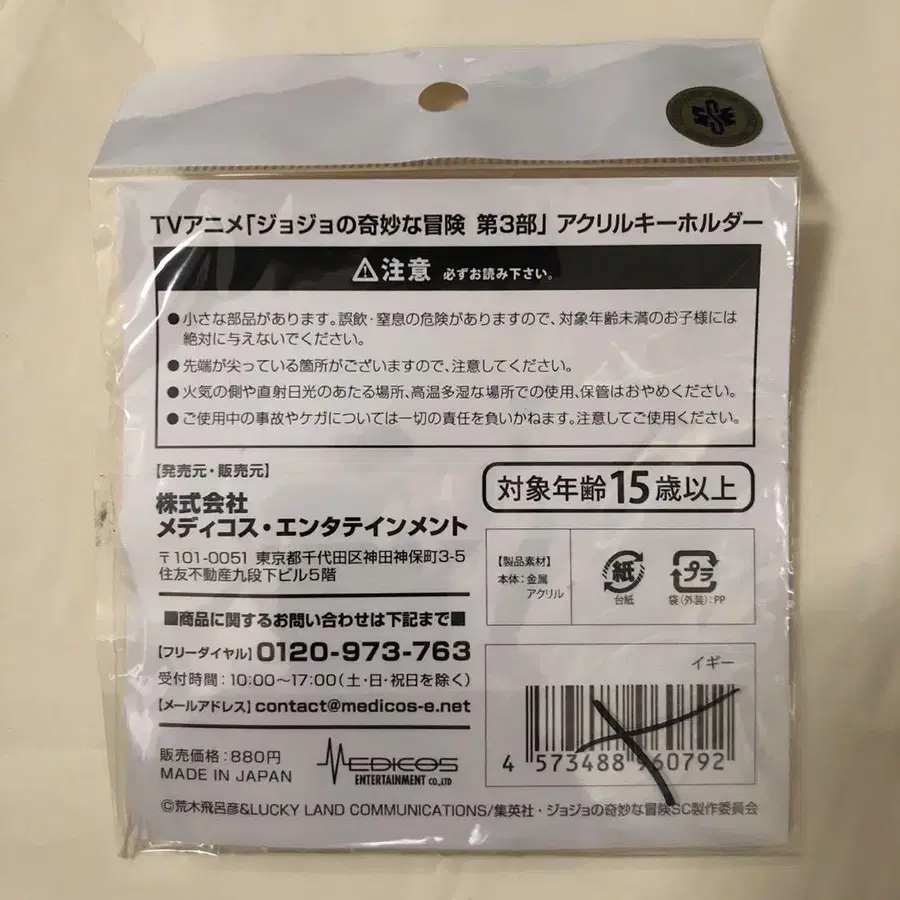 TVアニメ「ジョジョの奇妙な冒険 第3部」 アクリルキーホルダー
⚠注意 必ずお読み下さい。
●小さな部品があります。誤飲・窒息の危険がありますので、対象年齢未満のお子様には
絶対に与えないでください。
●先端が尖っている箇所がございますので、注意してください。
●火気の側や直射日光のあたる場所、高温多湿な場所での使用、保管はおやめください。
●ご使用中の事故やケガについては一切の責任を負いかねます。注意してご使用ください。
【発売元・販売元】
株式会社
メディコス・エンタテインメント
〒101-0051 東京都千代田区神田神保町3-5
住友不動産九段下ビル5階
■商品に関するお問い合わせは下記まで■
【フリーダイヤル】0120-973-763
受付時間:10:00〜17:00(土・日・祝日を除く)
【メールアドレス】contact@medicos-e.net
販売価格:880円
MADE IN JAPAN
MEDICOS
ENTERTAINMENT CO.,LTD
対象年齢15歳以上
【製品素材】
本体:金属
アクリル
紙
台紙
プラ
袋(外装):PP
イギー
4 573488 960792
©荒木飛呂彦&LUCKY LAND COMMUNICATIONS/集英社・ジョジョの奇妙な冒険SC製作委員会